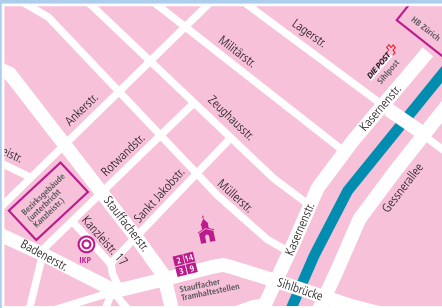 HB Zürich
Lagerstr.
Militärstr.
DIE POST
Sihlpost
Kasernenstr.
Ankerstr.
Zeughausstr.
Rotwandstr.
eistr.
Gessnerallee
Bezirksgebäude
(unterbricht
Kanzleistr.)
Sankt Jakobstr.
Müllerstr.
Stauffacherstr.
Kanzleistr. 17
Kasernenstr.
Badenerstr.
IKP
2 14
3 9
Stauffacher
Tramhaltestellen
Sihlbrücke